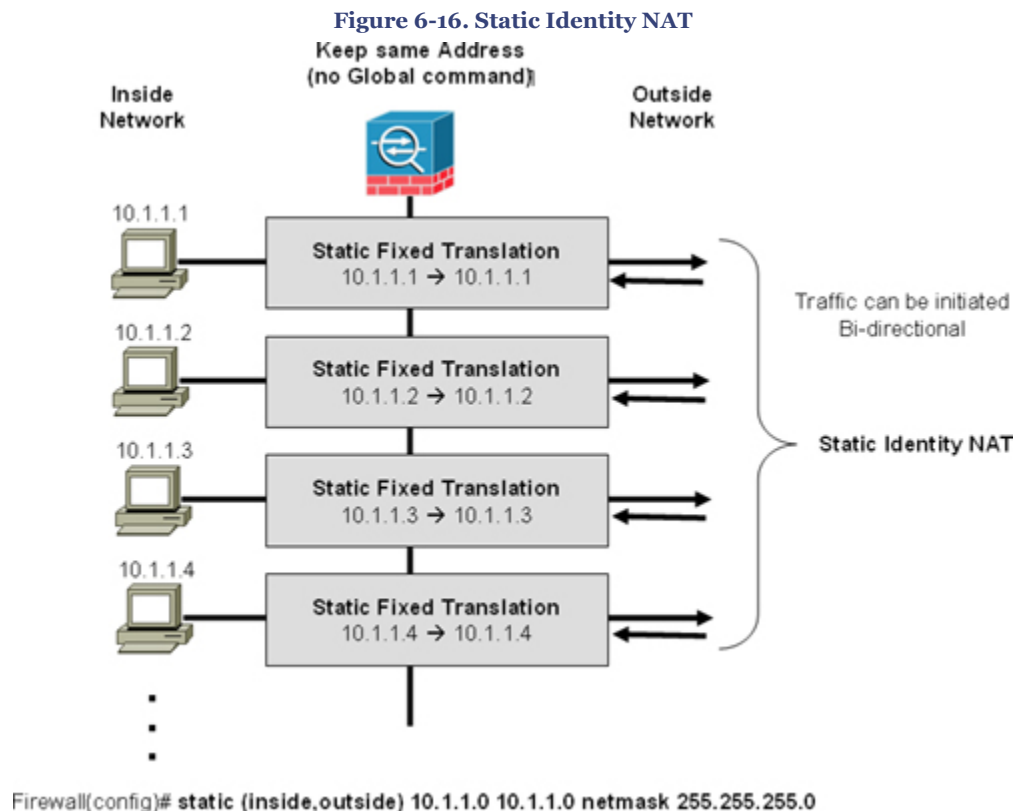 Figure 6-16. Static Identity NAT
Keep same Address
(no Global command)
Inside
Network
Outside
Network
10.1.1.1
Static Fixed Translation
10.1.1.1 → 10.1.1.1
Traffic can be initiated
Bi-directional
10.1.1.2
Static Fixed Translation
10.1.1.2 → 10.1.1.2
Static Identity NAT
10.1.1.3
Static Fixed Translation
10.1.1.3 → 10.1.1.3
10.1.1.4
Static Fixed Translation
10.1.1.4 → 10.1.1.4
Firewall(config)# static (inside,outside) 10.1.1.0 10.1.1.0 netmask 255.255.255.0